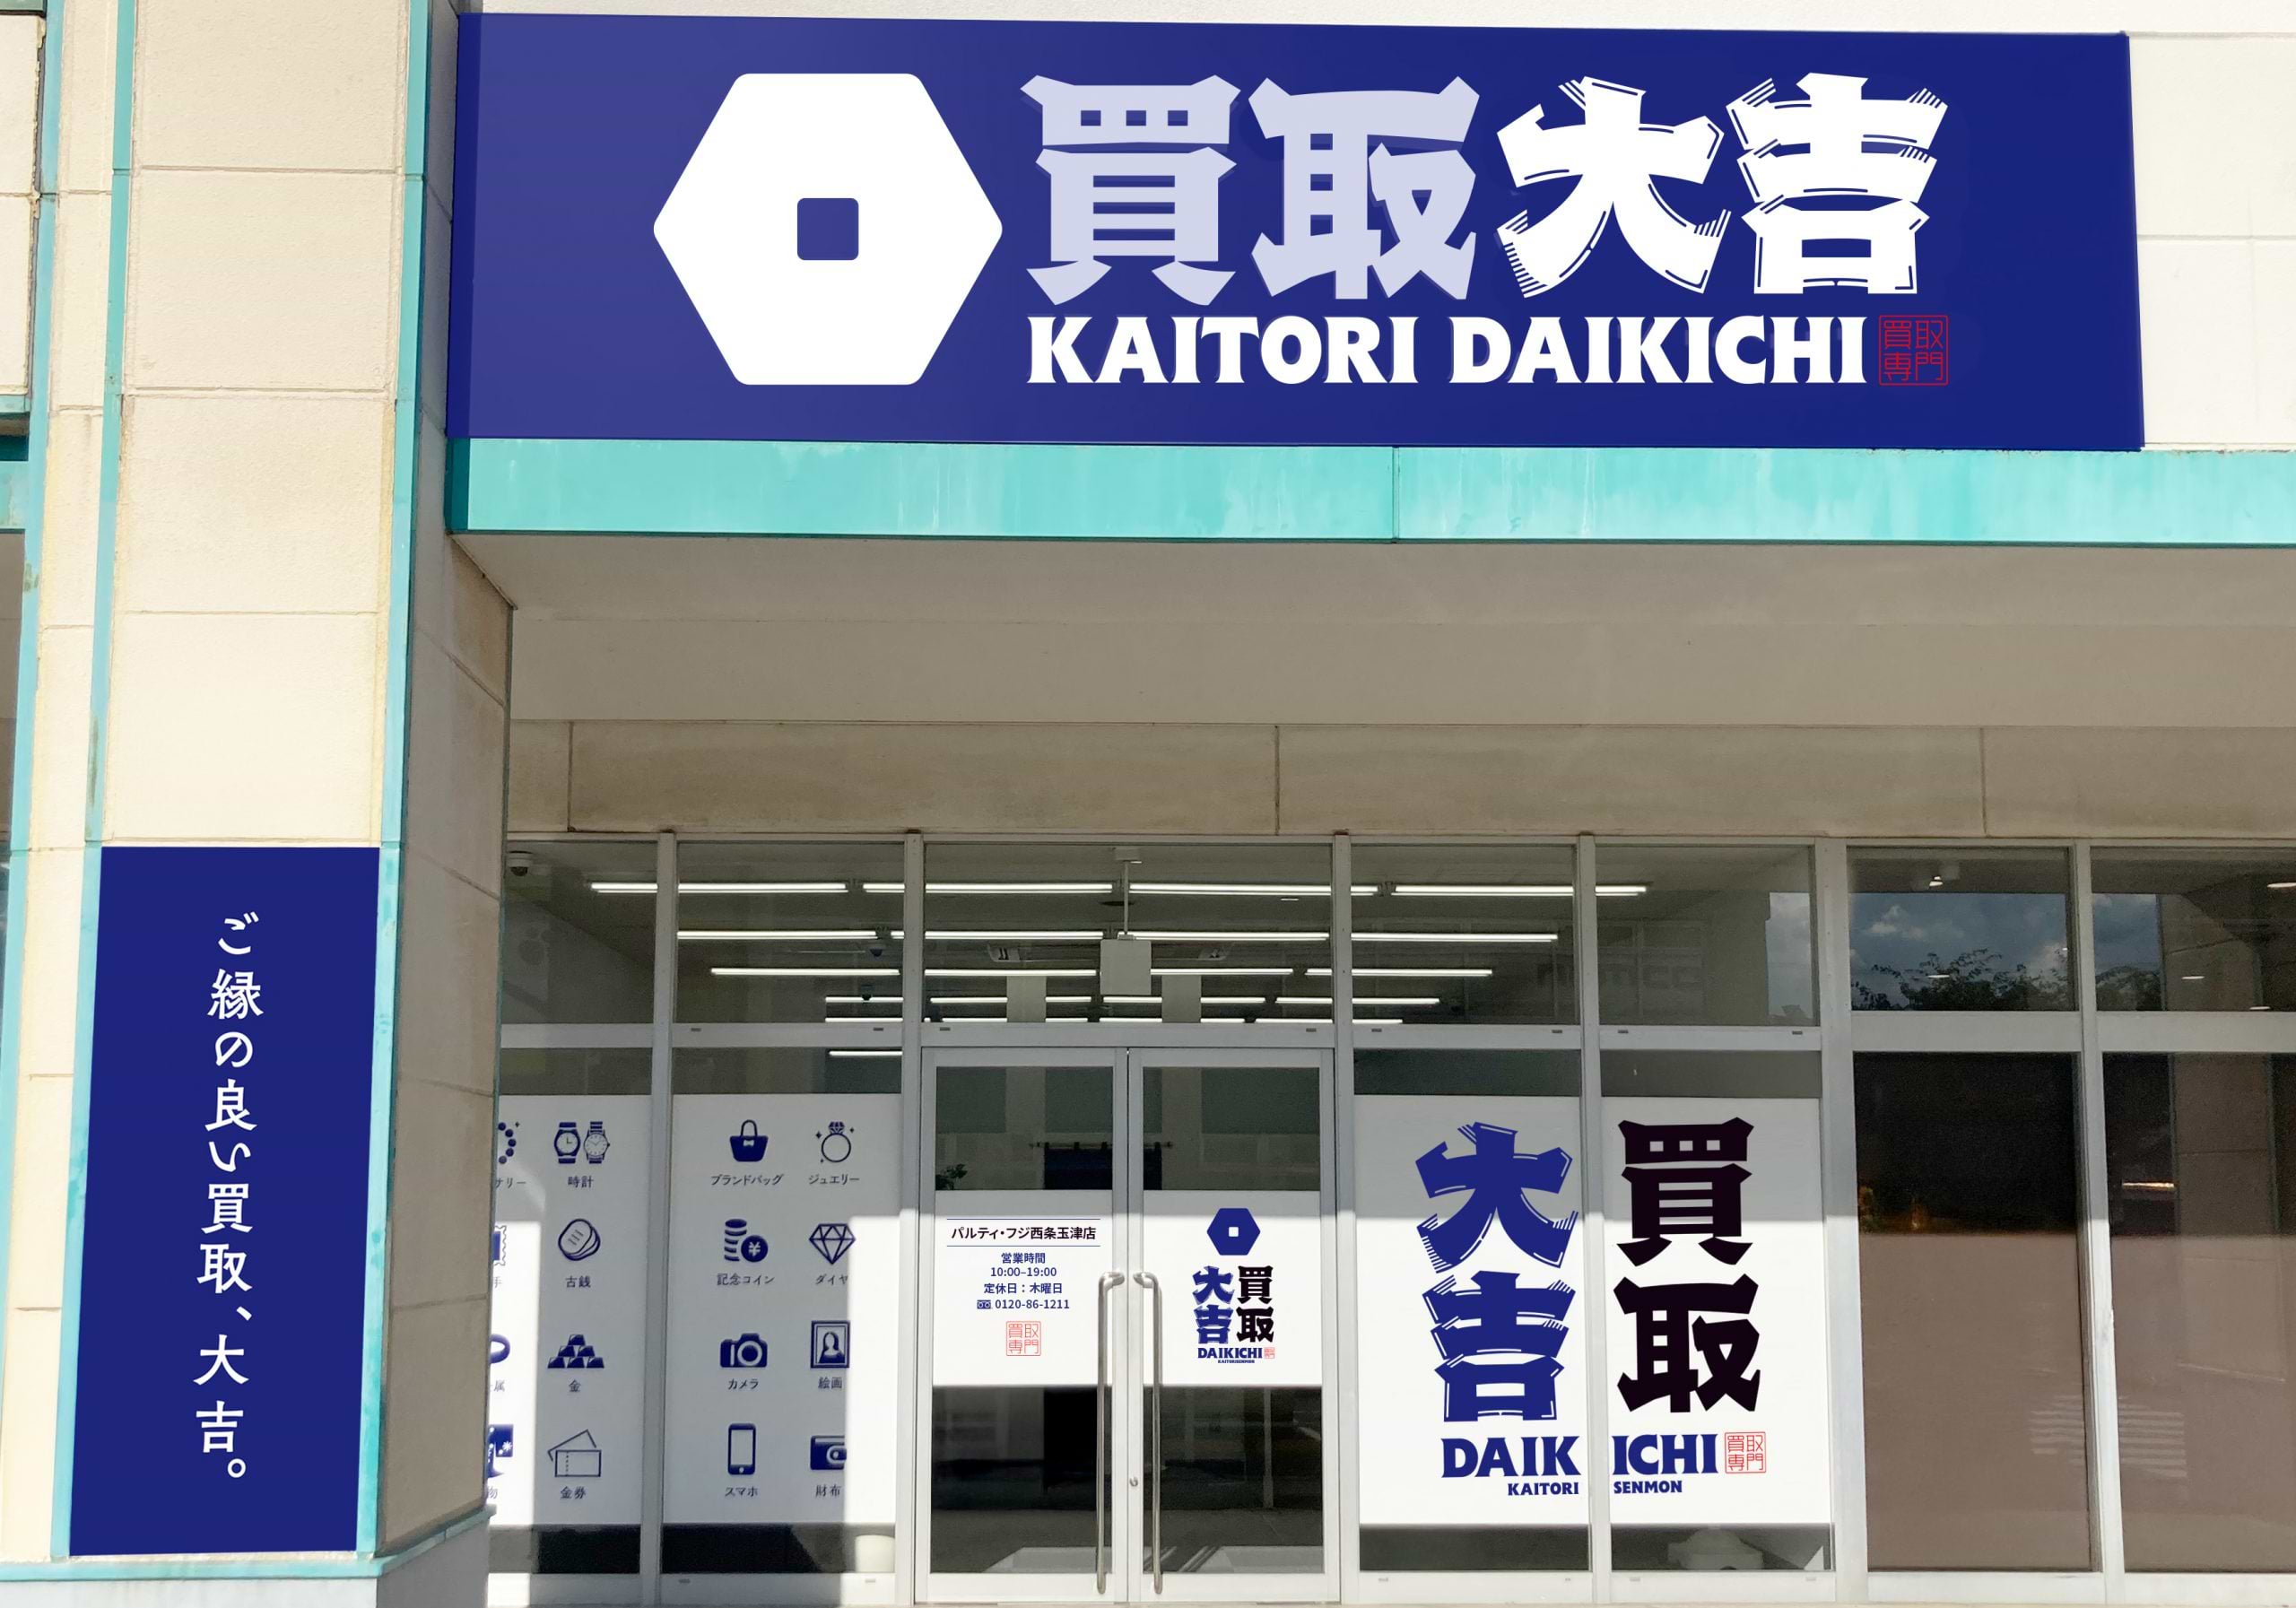 買取大吉
KAITORI DAIKICHI
買取
専門
ご縁の良い買取、大吉。
時計
ブランドバッグ
ジュエリー
古銭
記念コイン
ダイヤ
金
カメラ
絵画
金券
スマホ
財布
パルティ・フジ西条玉津店
営業時間
10:00–19:00
定休日：木曜日
0120-86-1211
買取
専門
買取
大吉
DAIKICHI
KAITORISENMON
買取
大吉
DAIKICHI
買取
専門
KAITORI SENMON